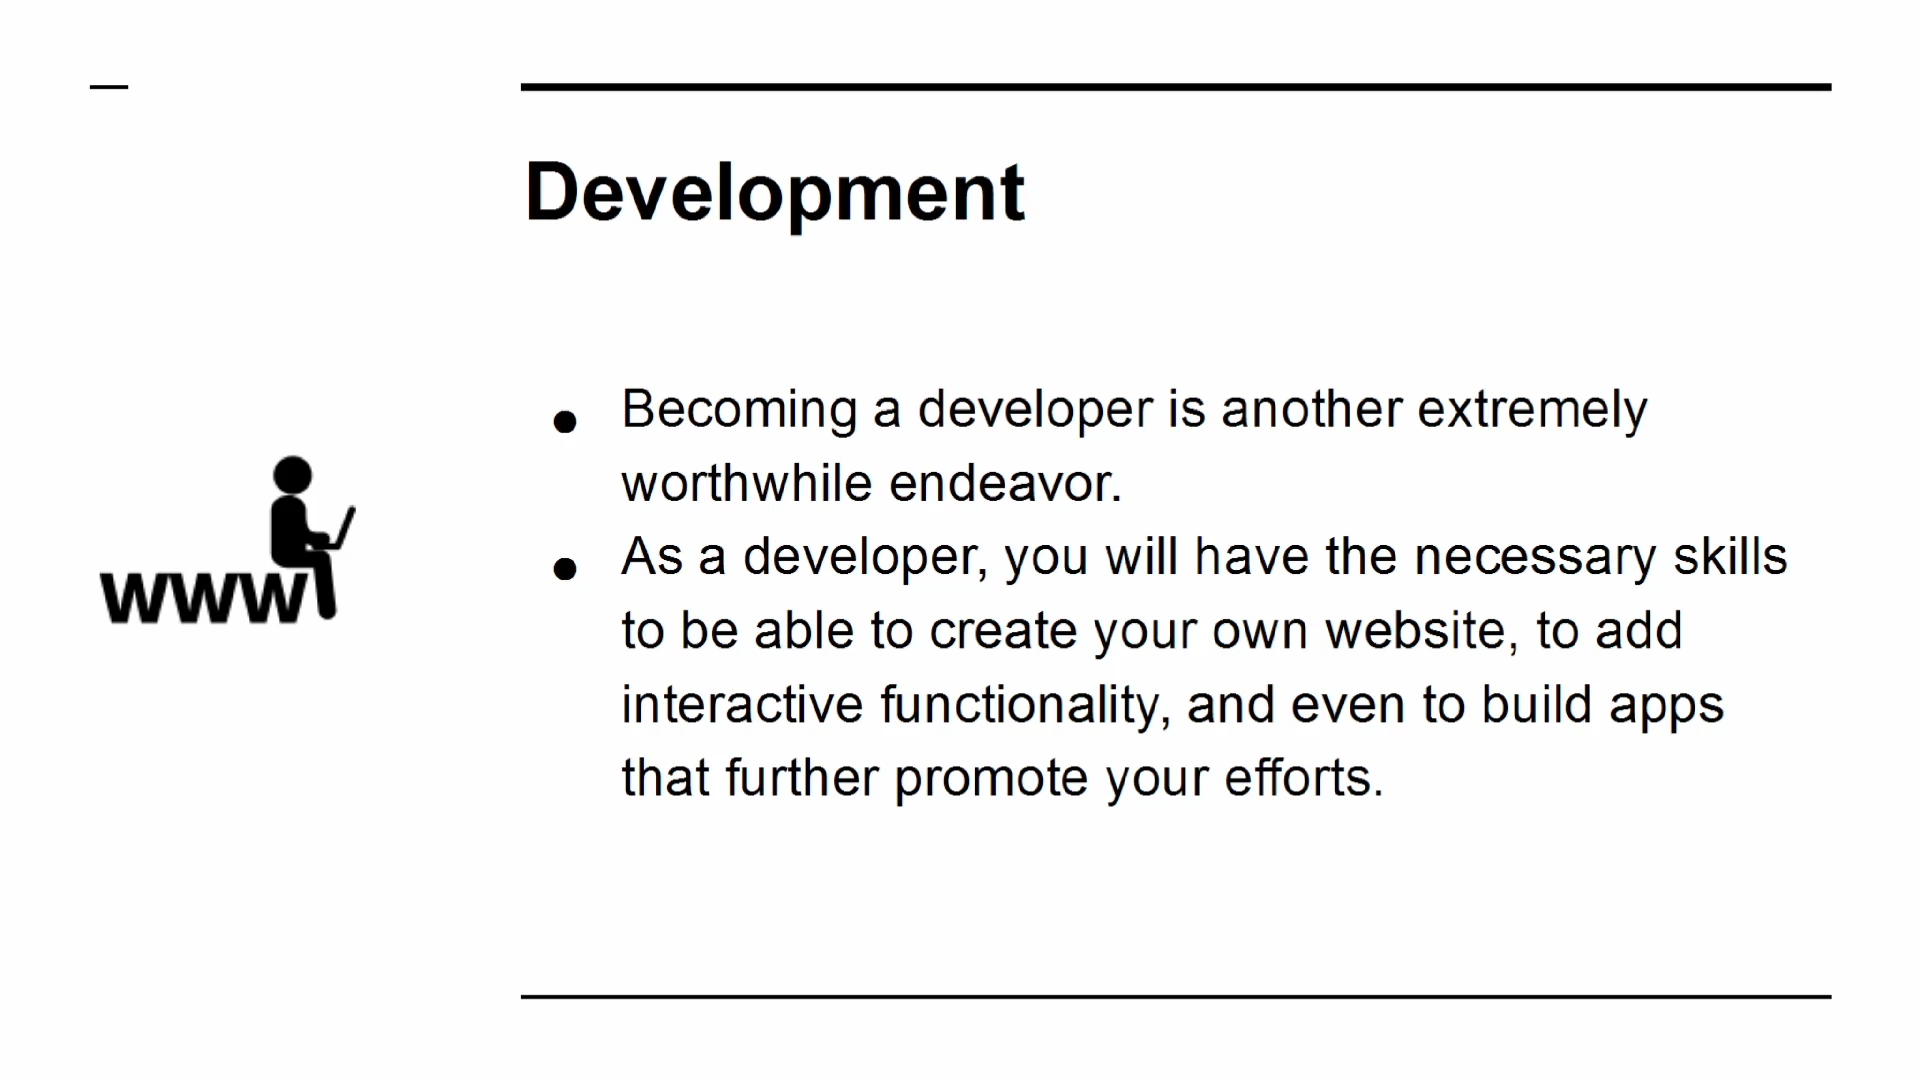 Development
• Becoming a developer is another extremely
worthwhile endeavor.
• As a developer, you will have the necessary skills
to be able to create your own website, to add
interactive functionality, and even to build apps
that further promote your efforts.
www